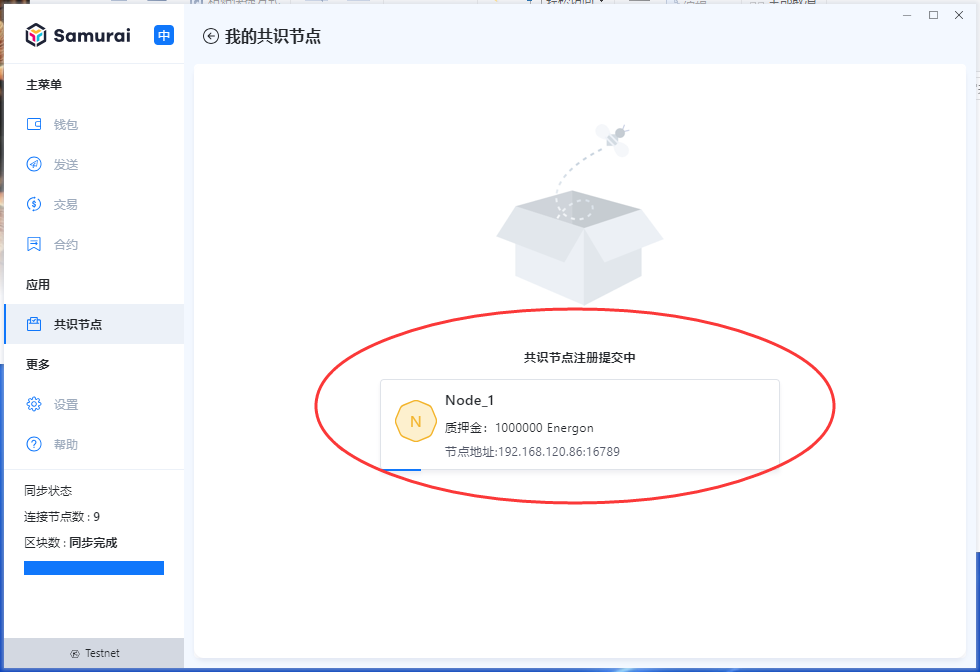 Samurai
中
我的共识节点
主菜单
钱包
发送
交易
合约
应用
共识节点
更多
设置
帮助
同步状态
连接节点数 : 9
区块数 : 同步完成
Testnet
共识节点注册提交中
N
Node_1
质押金：1000000 Energon
节点地址:192.168.120.86:16789